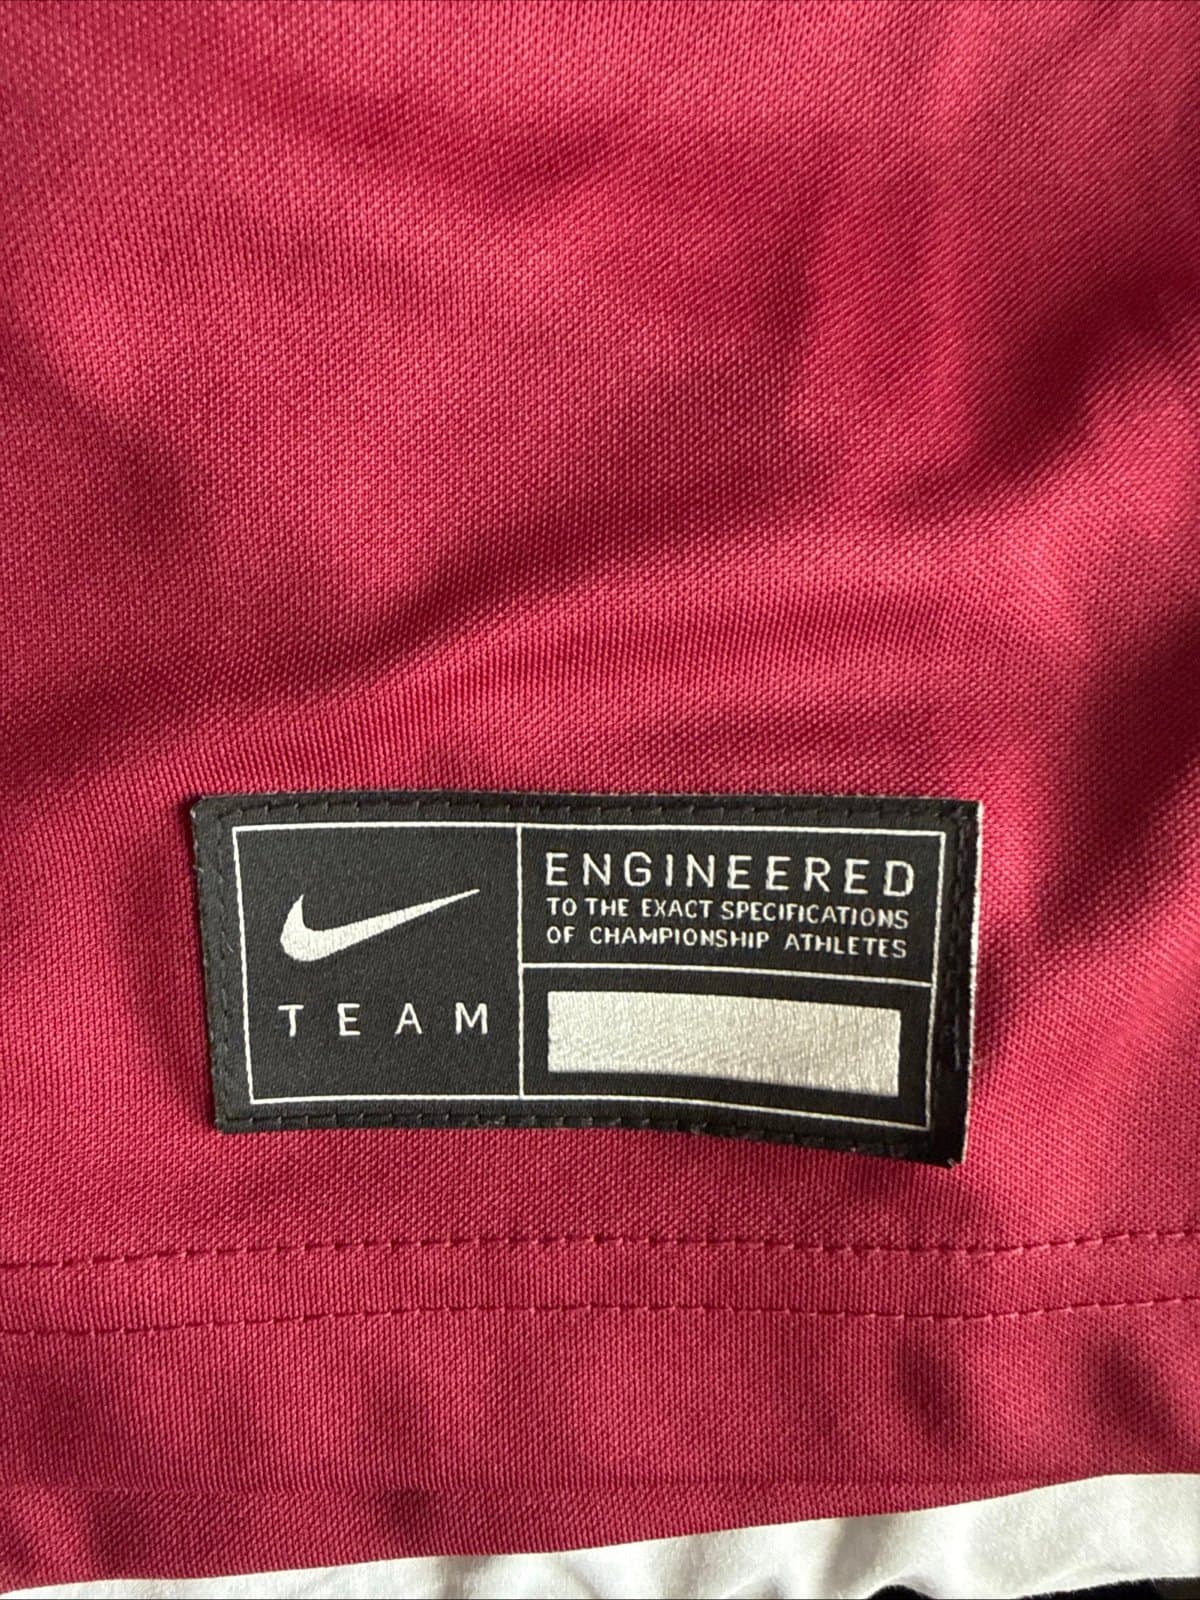 TEAM
ENGINEERED
TO THE EXACT SPECIFICATIONS
OF CHAMPIONSHIP ATHLETES